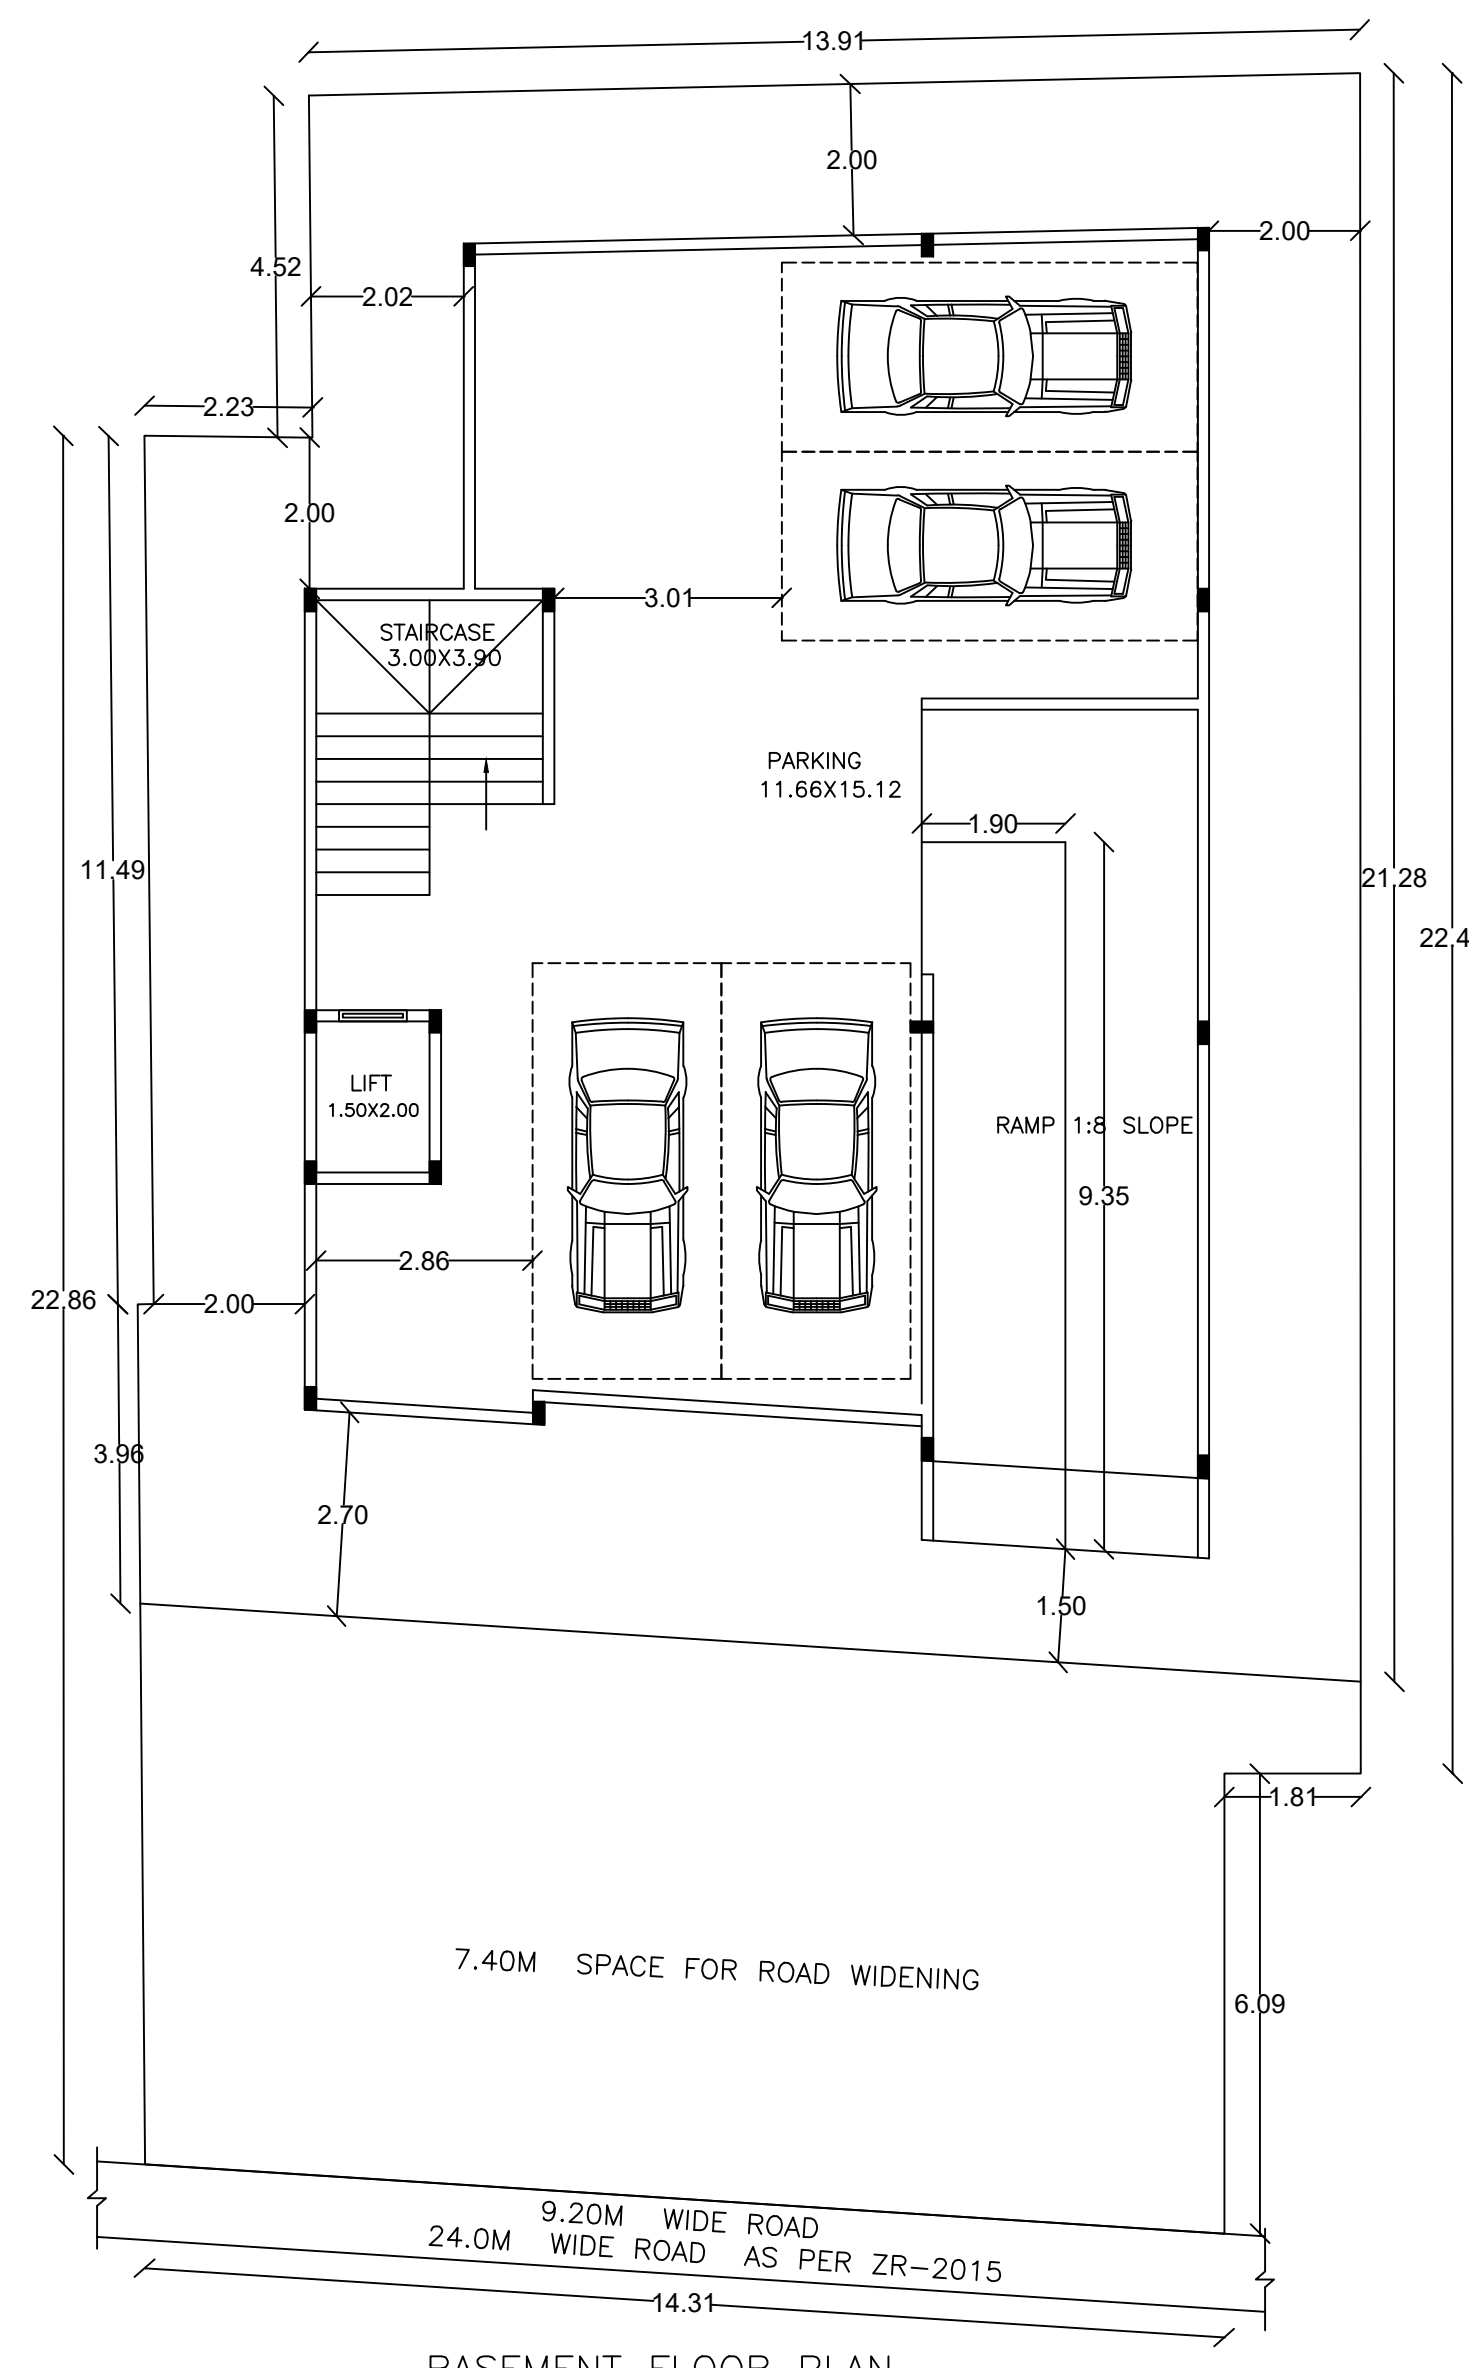 13.91
2.00
2.00
4.52
2.02
2.23
2.00
3.01
STAIRCASE
3.00X3.90
PARKING
11.66X15.12
1.90
11.49
21.28
22.4
LIFT
1.50X2.00
RAMP 1:8 SLOPE
9.35
2.86
22.86
2.00
3.96
2.70
1.50
1.81
7.40M SPACE FOR ROAD WIDENING
6.09
9.20M WIDE ROAD
24.0M WIDE ROAD AS PER ZR-2015
14.31
BASEMENT FLOOR PLAN